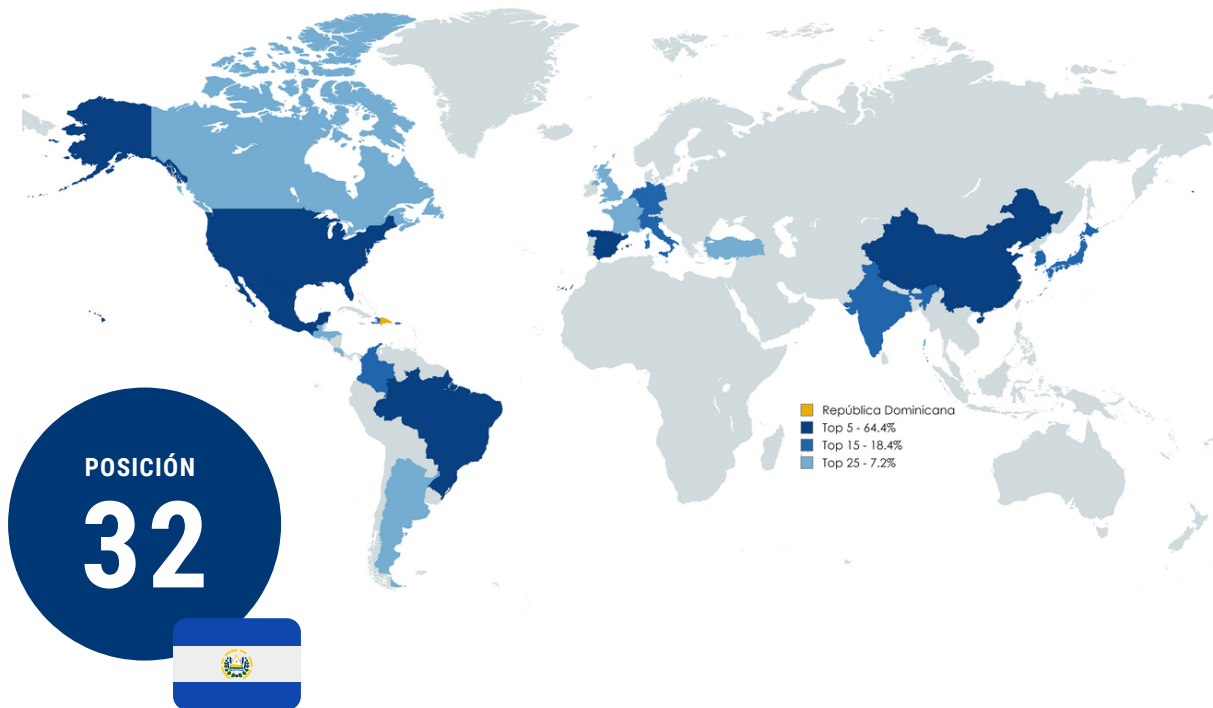 República Dominicana
Top 5 - 64.4%
Top 15 - 18.4%
Top 25 - 7.2%
POSICIÓN
32